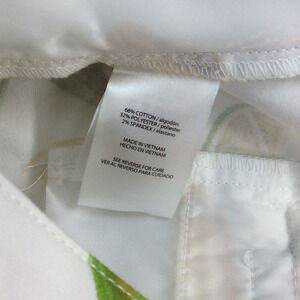 66% COTTON / algodón
32% POLYESTER / poliester
2% SPANDEX / elastano
MADE IN VIETNAM
HECHO EN VIETNAM
SEE REVERSE FOR CARE
VER AL REVERSO PARA CUIDADO